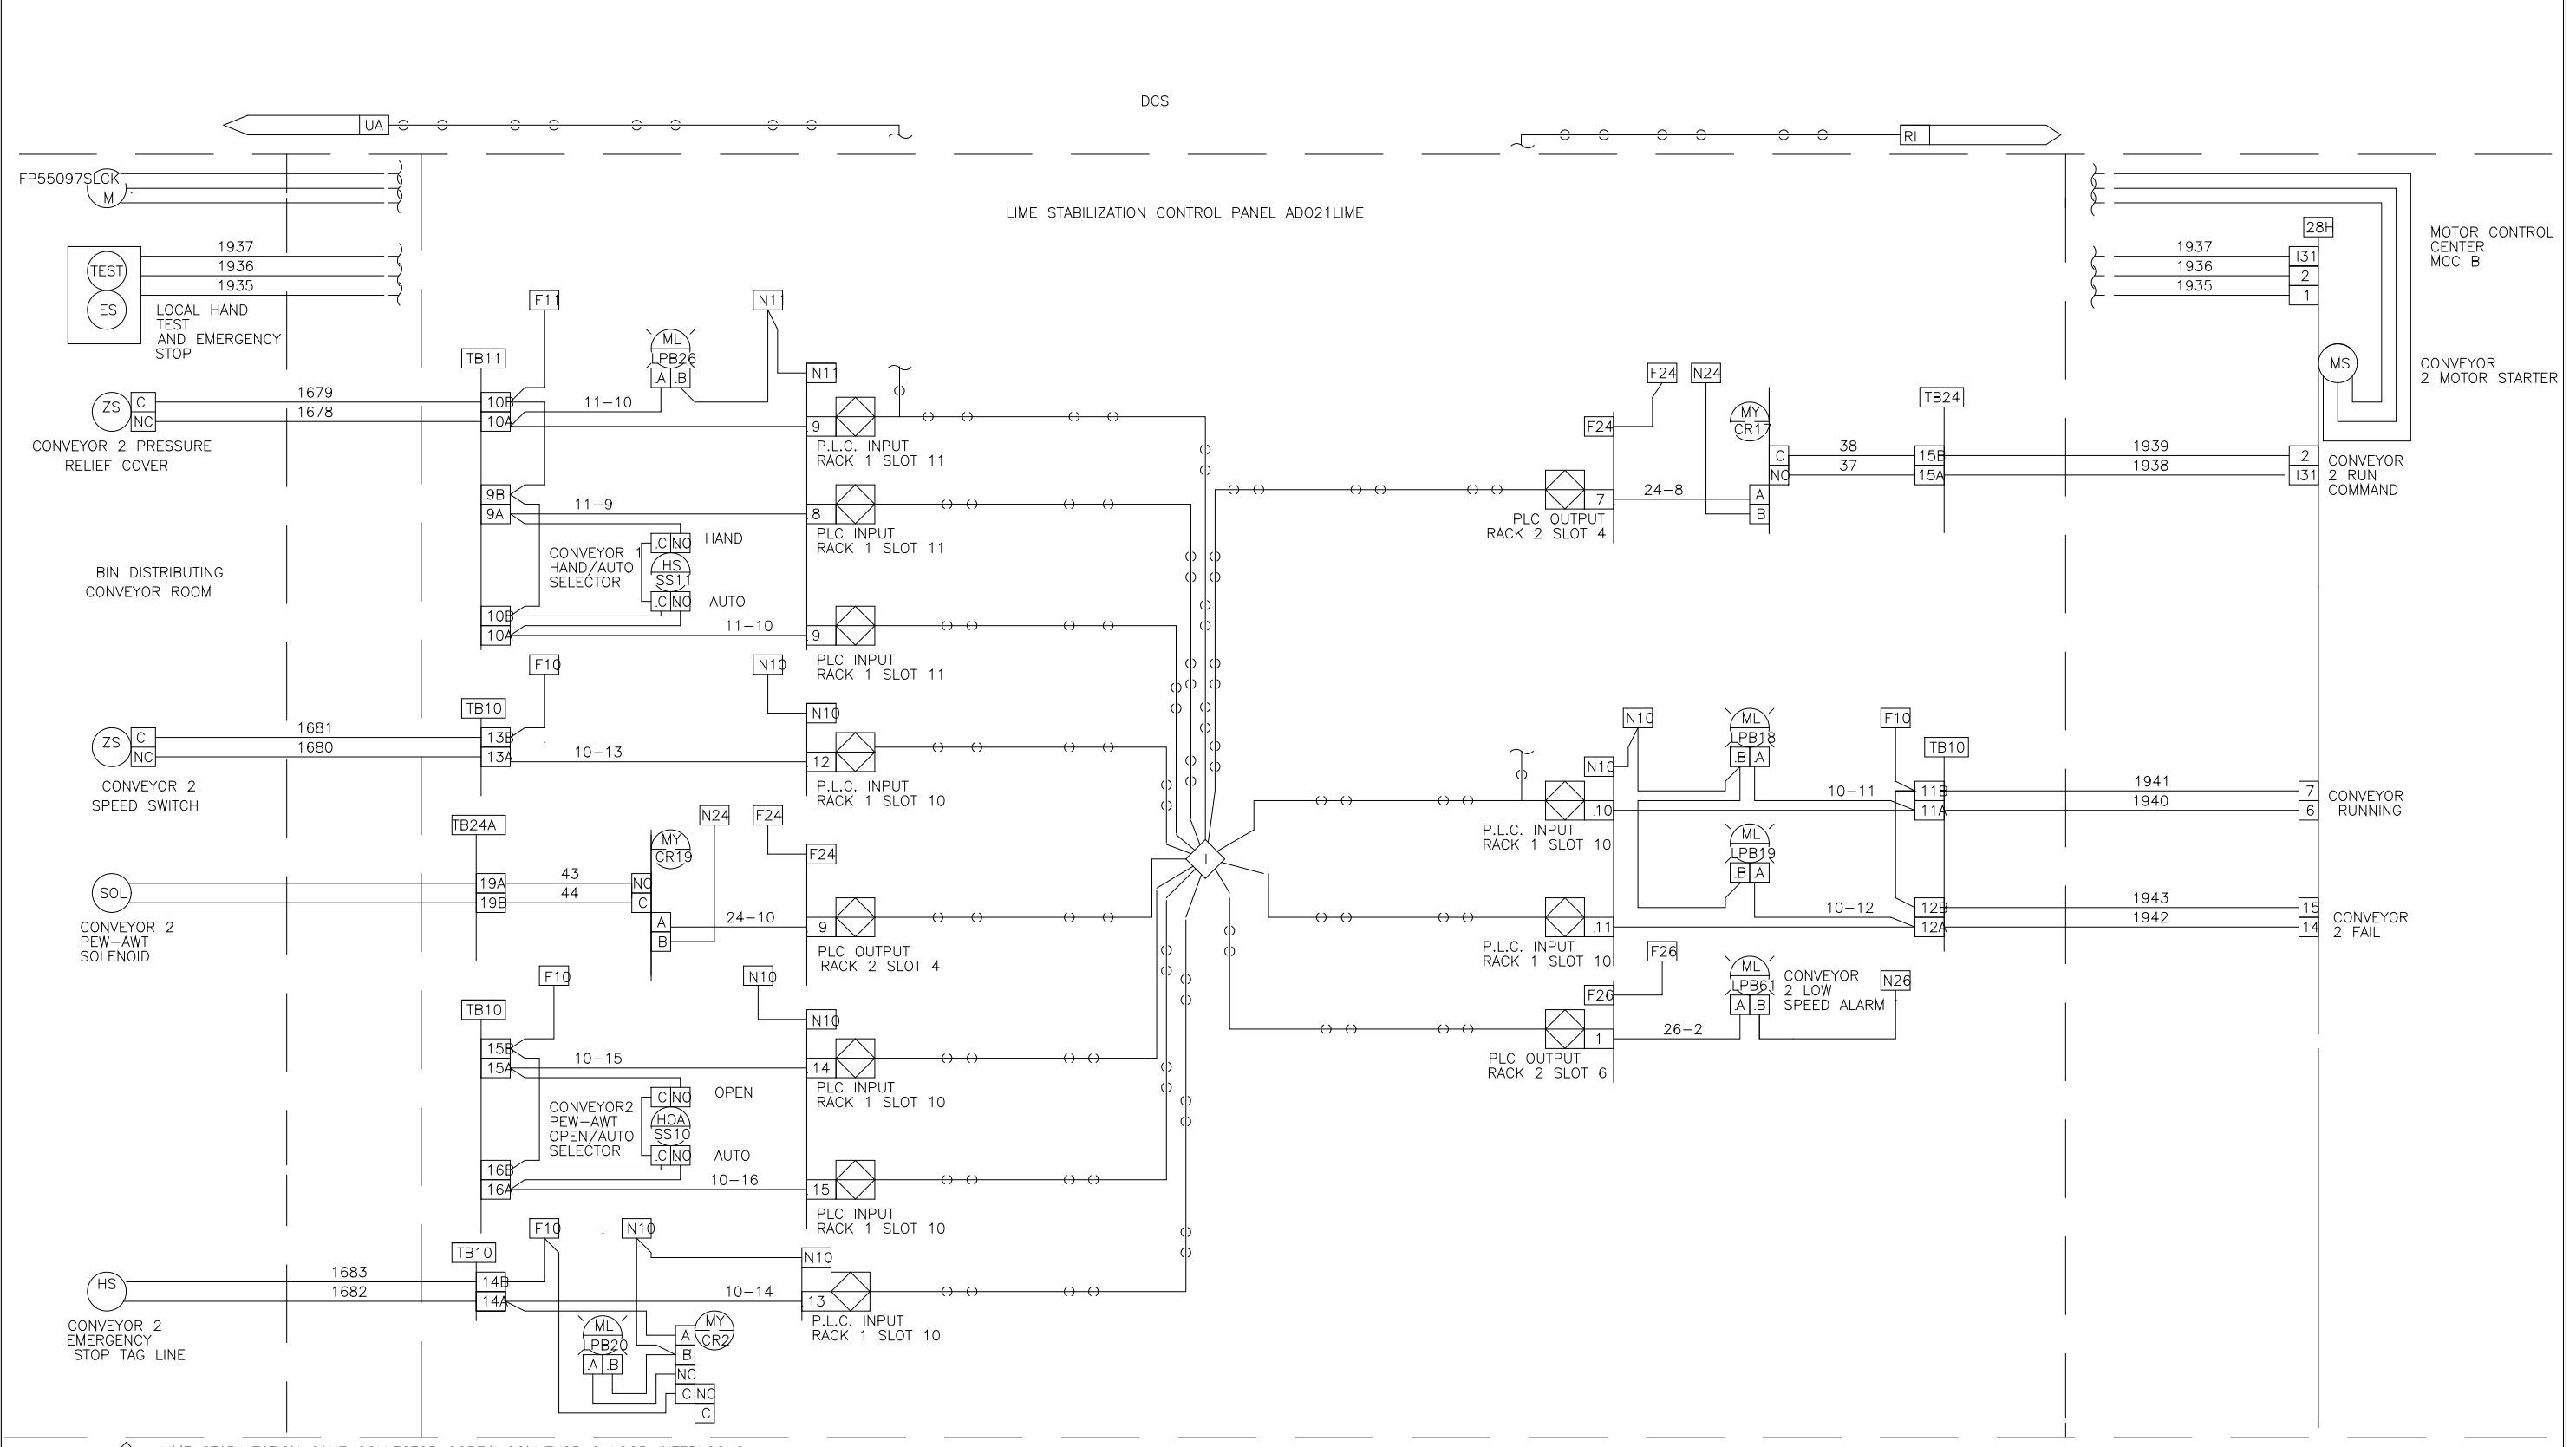 DCS
UA
RI
FP55097SLCK
M
LIME STABILIZATION CONTROL PANEL AD021LIME
28H
MOTOR CONTROL
CENTER
MCC B
1937
1936
1935
TEST
ES
LOCAL HAND
TEST
AND EMERGENCY
STOP
1937
1936
1935
I31
2
1
MS
CONVEYOR
2 MOTOR STARTER
F11
N11
ML
LPB26
A .B
TB11
N11
ZS
C
NC
1679
1678
10B
10A
11-10
9
P.L.C. INPUT
RACK 1 SLOT 11
CONVEYOR 2 PRESSURE
RELIEF COVER
9B
9A
11-9
8
PLC INPUT
RACK 1 SLOT 11
CONVEYOR 1
HAND/AUTO
SELECTOR
.C NO
HAND
HS
SS11
.C NO
AUTO
10B
10A
11-10
9
PLC INPUT
RACK 1 SLOT 11
BIN DISTRIBUTING
CONVEYOR ROOM
F24
N24
F24
MY
CR17
TB24
7
PLC OUTPUT
RACK 2 SLOT 4
24-8
A
B
C
NO
38
37
15B
15A
1939
1938
2
I31
CONVEYOR
2 RUN
COMMAND
F10
N10
TB10
N10
ZS
C
NC
1681
1680
13B
13A
10-13
12
P.L.C. INPUT
RACK 1 SLOT 10
CONVEYOR 2
SPEED SWITCH
N24
F24
TB24A
MY
CR19
F24
SOL
19A
19B
43
44
NO
C
A
B
24-10
9
PLC OUTPUT
RACK 2 SLOT 4
CONVEYOR 2
PEW-AWT
SOLENOID
I
N10
N10
ML
LPB18
.B A
F10
TB10
.10
P.L.C. INPUT
RACK 1 SLOT 10
10-11
11B
11A
1941
1940
7
6
CONVEYOR
RUNNING
ML
LPB19
.B A
.11
P.L.C. INPUT
RACK 1 SLOT 10
10-12
12B
12A
1943
1942
15
14
CONVEYOR
2 FAIL
F26
F26
ML
LPB61
A .B
CONVEYOR
2 LOW
SPEED ALARM
N26
1
26-2
PLC OUTPUT
RACK 2 SLOT 6
F10
N10
TB10
N10
15B
15A
10-15
14
PLC INPUT
RACK 1 SLOT 10
CONVEYOR2
PEW-AWT
OPEN/AUTO
SELECTOR
C NO
OPEN
HOA
SS10
.C NO
AUTO
16B
16A
10-16
15
PLC INPUT
RACK 1 SLOT 10
F10
N10
TB10
N10
HS
1683
1682
14B
14A
10-14
13
P.L.C. INPUT
RACK 1 SLOT 10
CONVEYOR 2
EMERGENCY
STOP TAG LINE
ML
LPB20
A .B
MY
CR2
A
B
NO
C NC
C